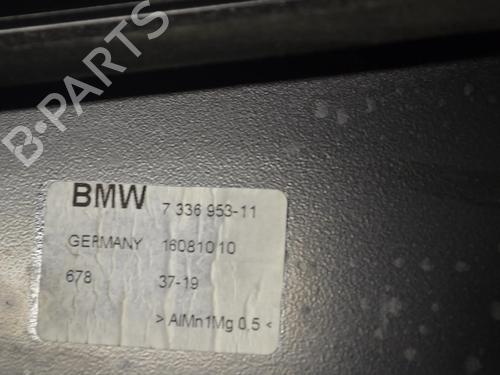 B-PARTS
BMW 7 336 953-11
GERMANY 16081010
678 37-19
> AlMn1Mg 0,5 <